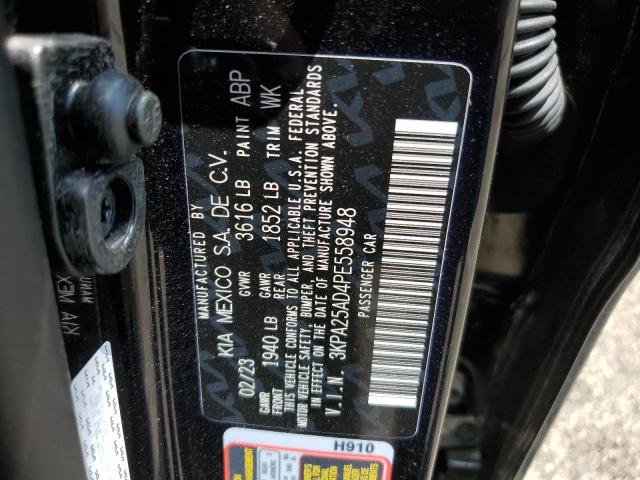 MANUFACTURED BY
KIA MEXICO S.A. DE C.V.
02/23 GVWR 3616 LB PAINT ABP
GAWR FRONT 1940 LB GAWR REAR 1852 LB TRIM WK
THIS VEHICLE CONFORMS TO ALL APPLICABLE U.S.A. FEDERAL
MOTOR VEHICLE SAFETY, BUMPER, AND THEFT PREVENTION STANDARDS
IN EFFECT ON THE DATE OF MANUFACTURE SHOWN ABOVE.
V.I.N. 3KPA25AD4PE558948
PASSENGER CAR
H910
KIA MEX